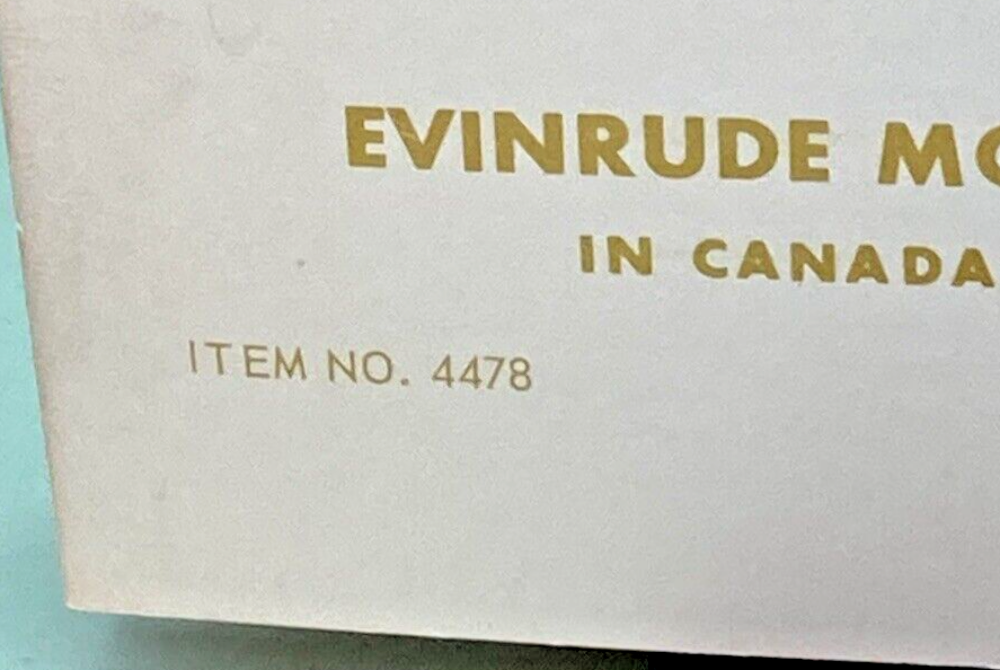 EVINRUDE
IN CANADA
ITEM NO. 4478